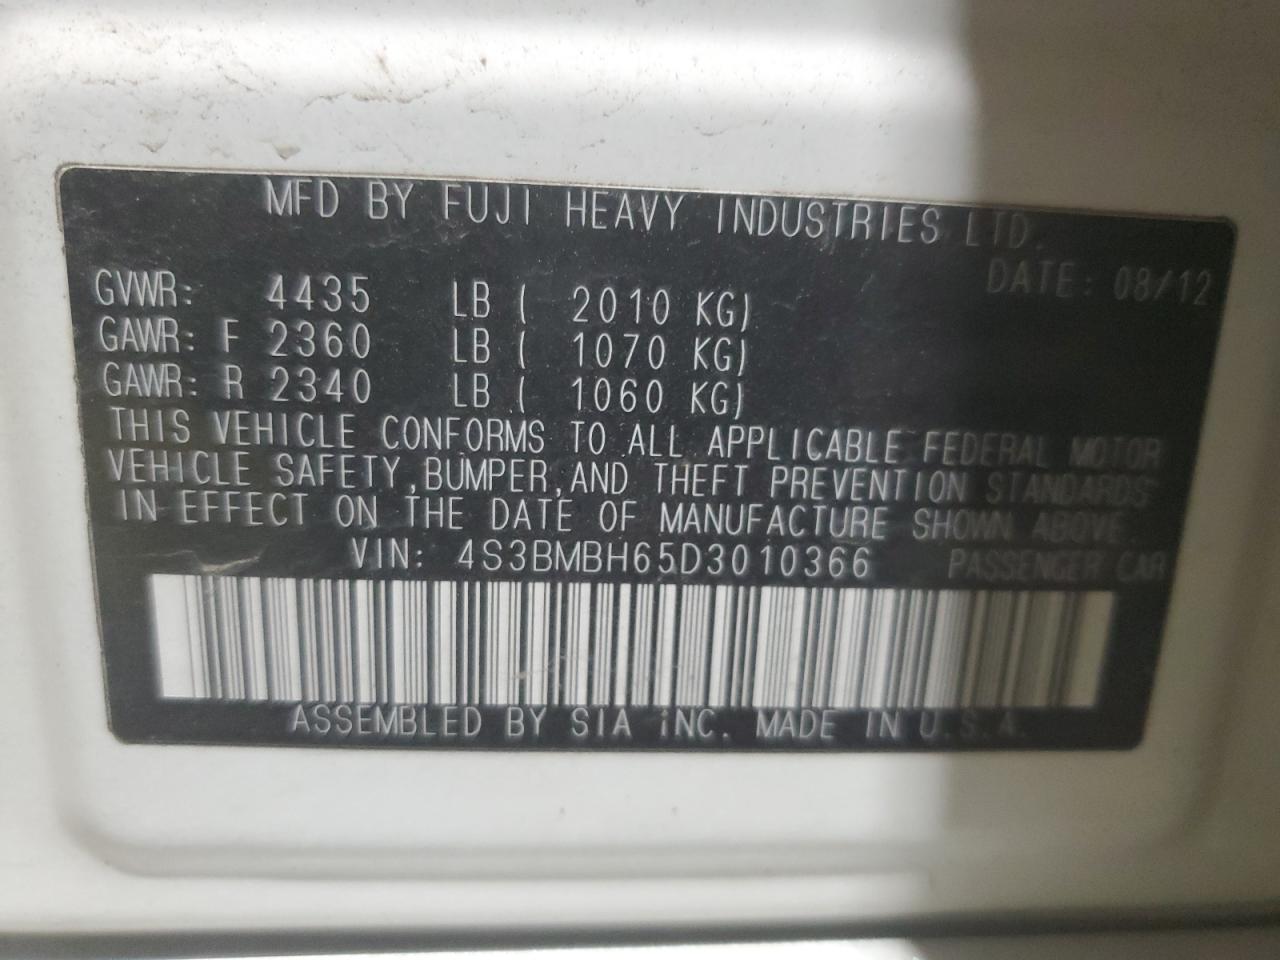 MFD BY FUJI HEAVY INDUSTRIES LTD.
DATE: 08/12
GVWR: 4435 LB ( 2010 KG)
GAWR: F 2360 LB ( 1070 KG)
GAWR: R 2340 LB ( 1060 KG)
THIS VEHICLE CONFORMS TO ALL APPLICABLE FEDERAL MOTOR
VEHICLE SAFETY,BUMPER,AND THEFT PREVENTION STANDARDS
IN EFFECT ON THE DATE OF MANUFACTURE SHOWN ABOVE.
VIN: 4S3BMBH65D3010366 PASSENGER CAR
ASSEMBLED BY SIA iNC. MADE IN U.S.A.